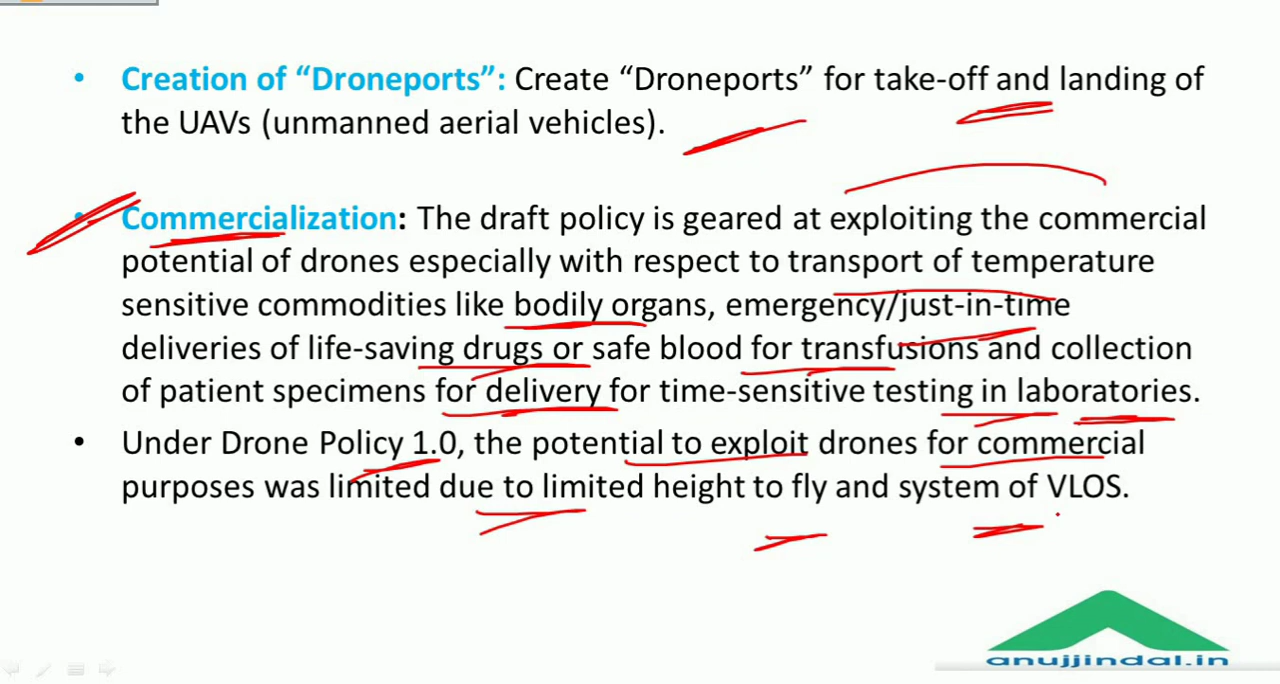 • Creation of “Droneports”: Create “Droneports” for take-off and landing of
the UAVs (unmanned aerial vehicles).
• Commercialization: The draft policy is geared at exploiting the commercial
potential of drones especially with respect to transport of temperature
sensitive commodities like bodily organs, emergency/just-in-time
deliveries of life-saving drugs or safe blood for transfusions and collection
of patient specimens for delivery for time-sensitive testing in laboratories.
• Under Drone Policy 1.0, the potential to exploit drones for commercial
purposes was limited due to limited height to fly and system of VLOS.
anujjindal.in